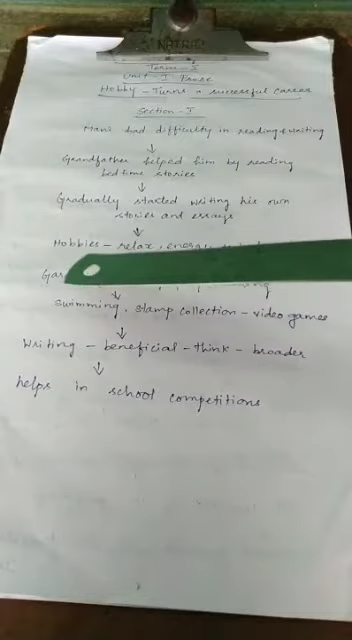 Term-I
Unit-I Prose
Hobby - Turns a successful career
Section-I
Mani had difficulty in reading & writing
Grandfather helped him by reading
bedtime stories
Gradually started writing his own
stories and essays
Hobbies - relax,
swimming, stamp collection - video games
Writing - beneficial - think - broader
helps in school competitions